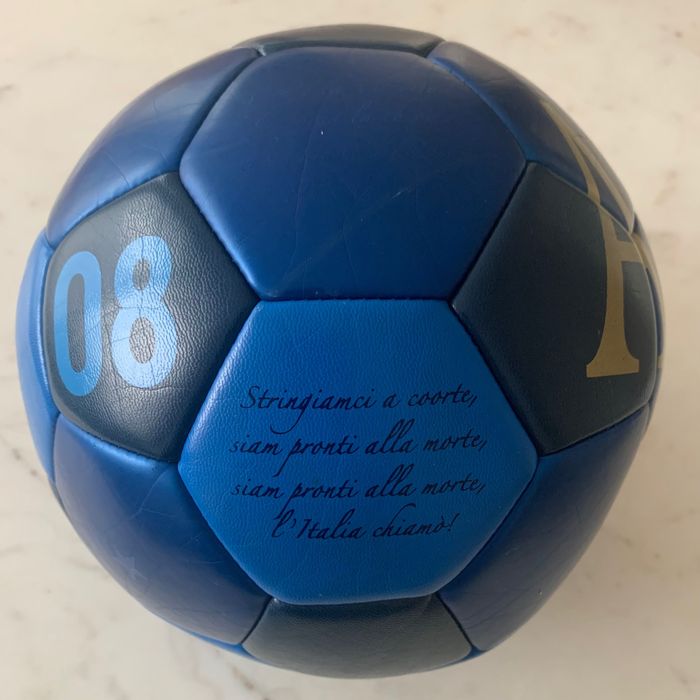 08
Stringiamci a coorte,
siam pronti alla morte,
siam pronti alla morte,
l'Italia chiamò!